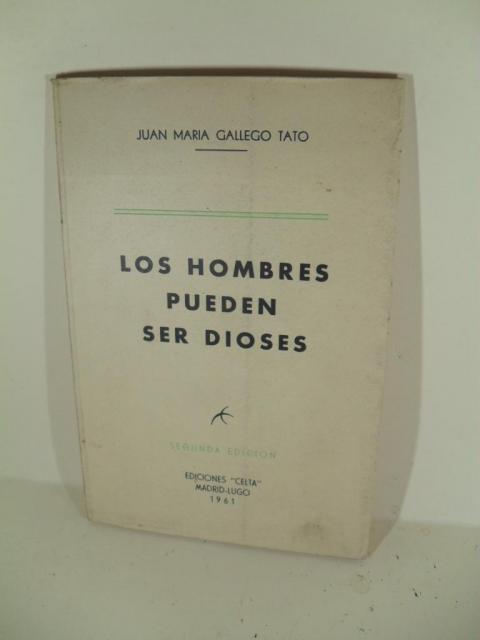 JUAN MARIA GALLEGO TATO
LOS HOMBRES
PUEDEN
SER DIOSES
SEGUNDA EDICION
EDICIONES "CELTA"
MADRID-LUGO
1961